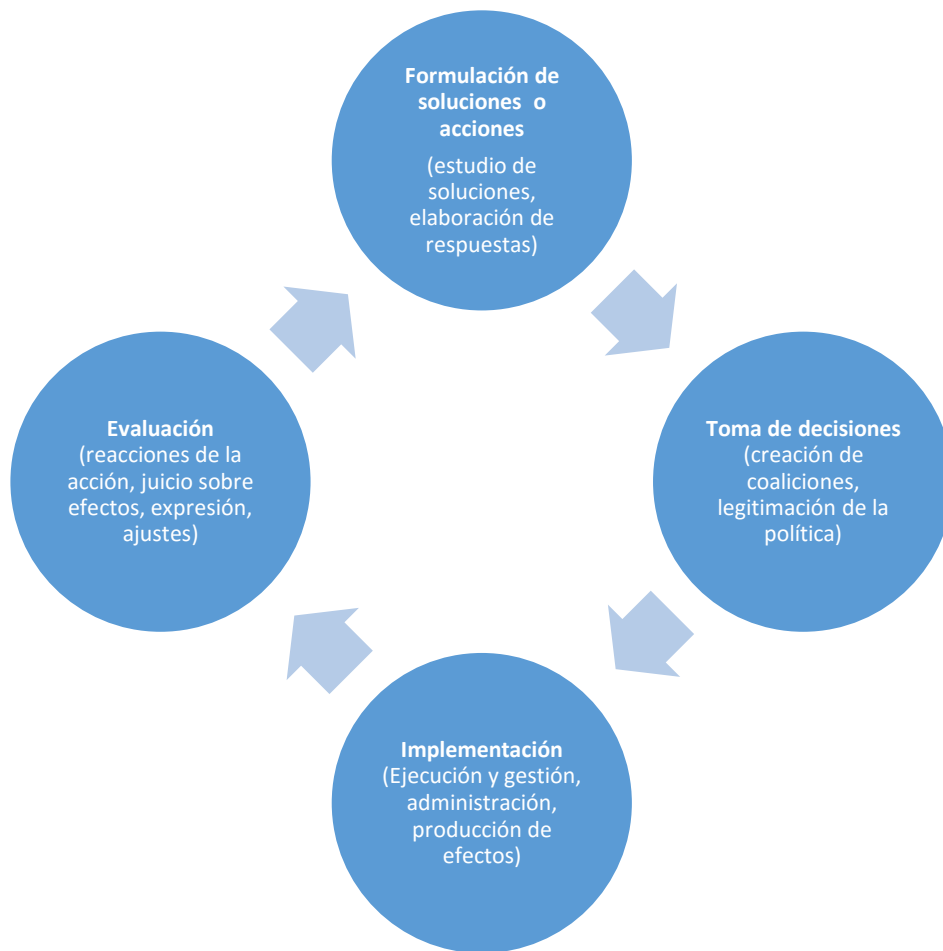 Formulación de
soluciones o
acciones
(estudio de
soluciones,
elaboración de
respuestas)
Toma de decisiones
(creación de
coaliciones,
legitimación de la
política)
Implementación
(Ejecución y gestión,
administración,
producción de
efectos)
Evaluación
(reacciones de la
acción, juicio sobre
efectos, expresión,
ajustes)